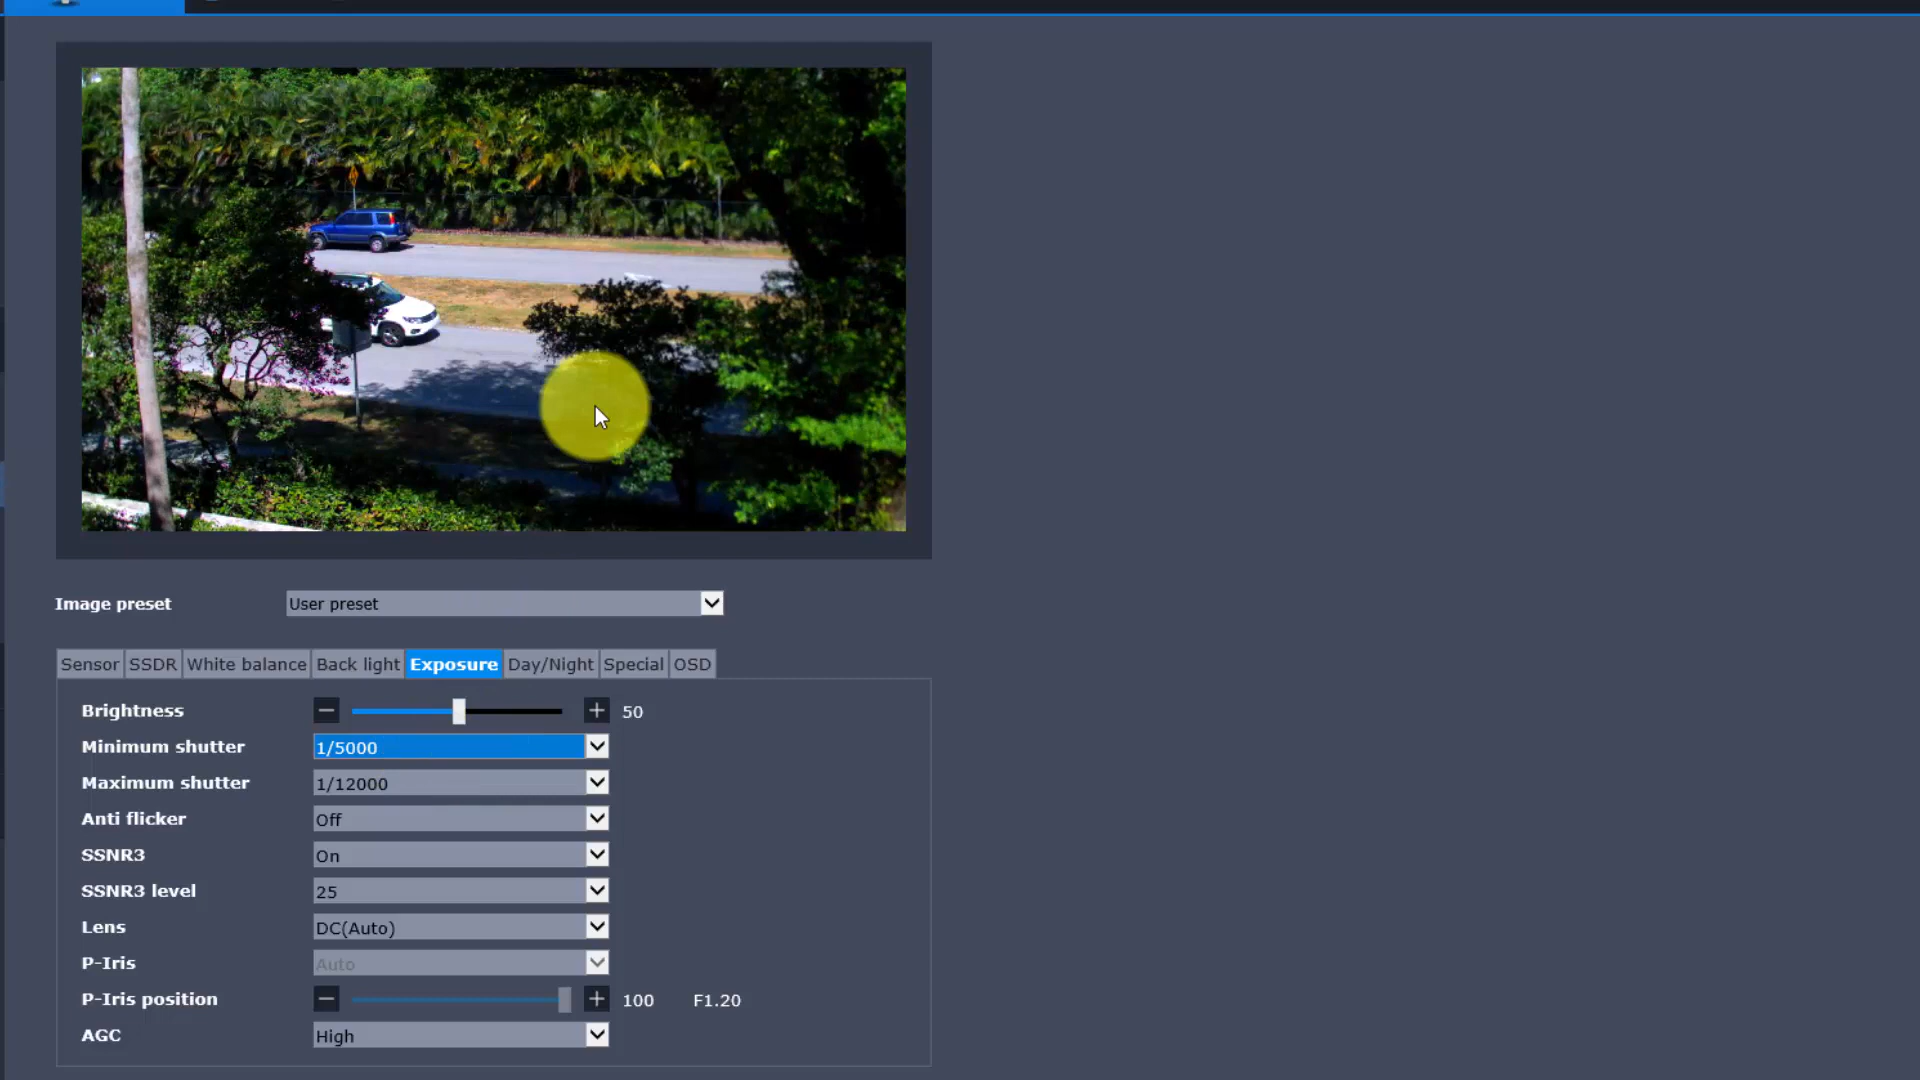 Image preset User preset
Sensor SSDR White balance Back light Exposure Day/Night Special OSD
Brightness 50
Minimum shutter 1/5000
Maximum shutter 1/12000
Anti flicker Off
SSNR3 On
SSNR3 level 25
Lens DC(Auto)
P-Iris Auto
P-Iris position 100 F1.20
AGC High